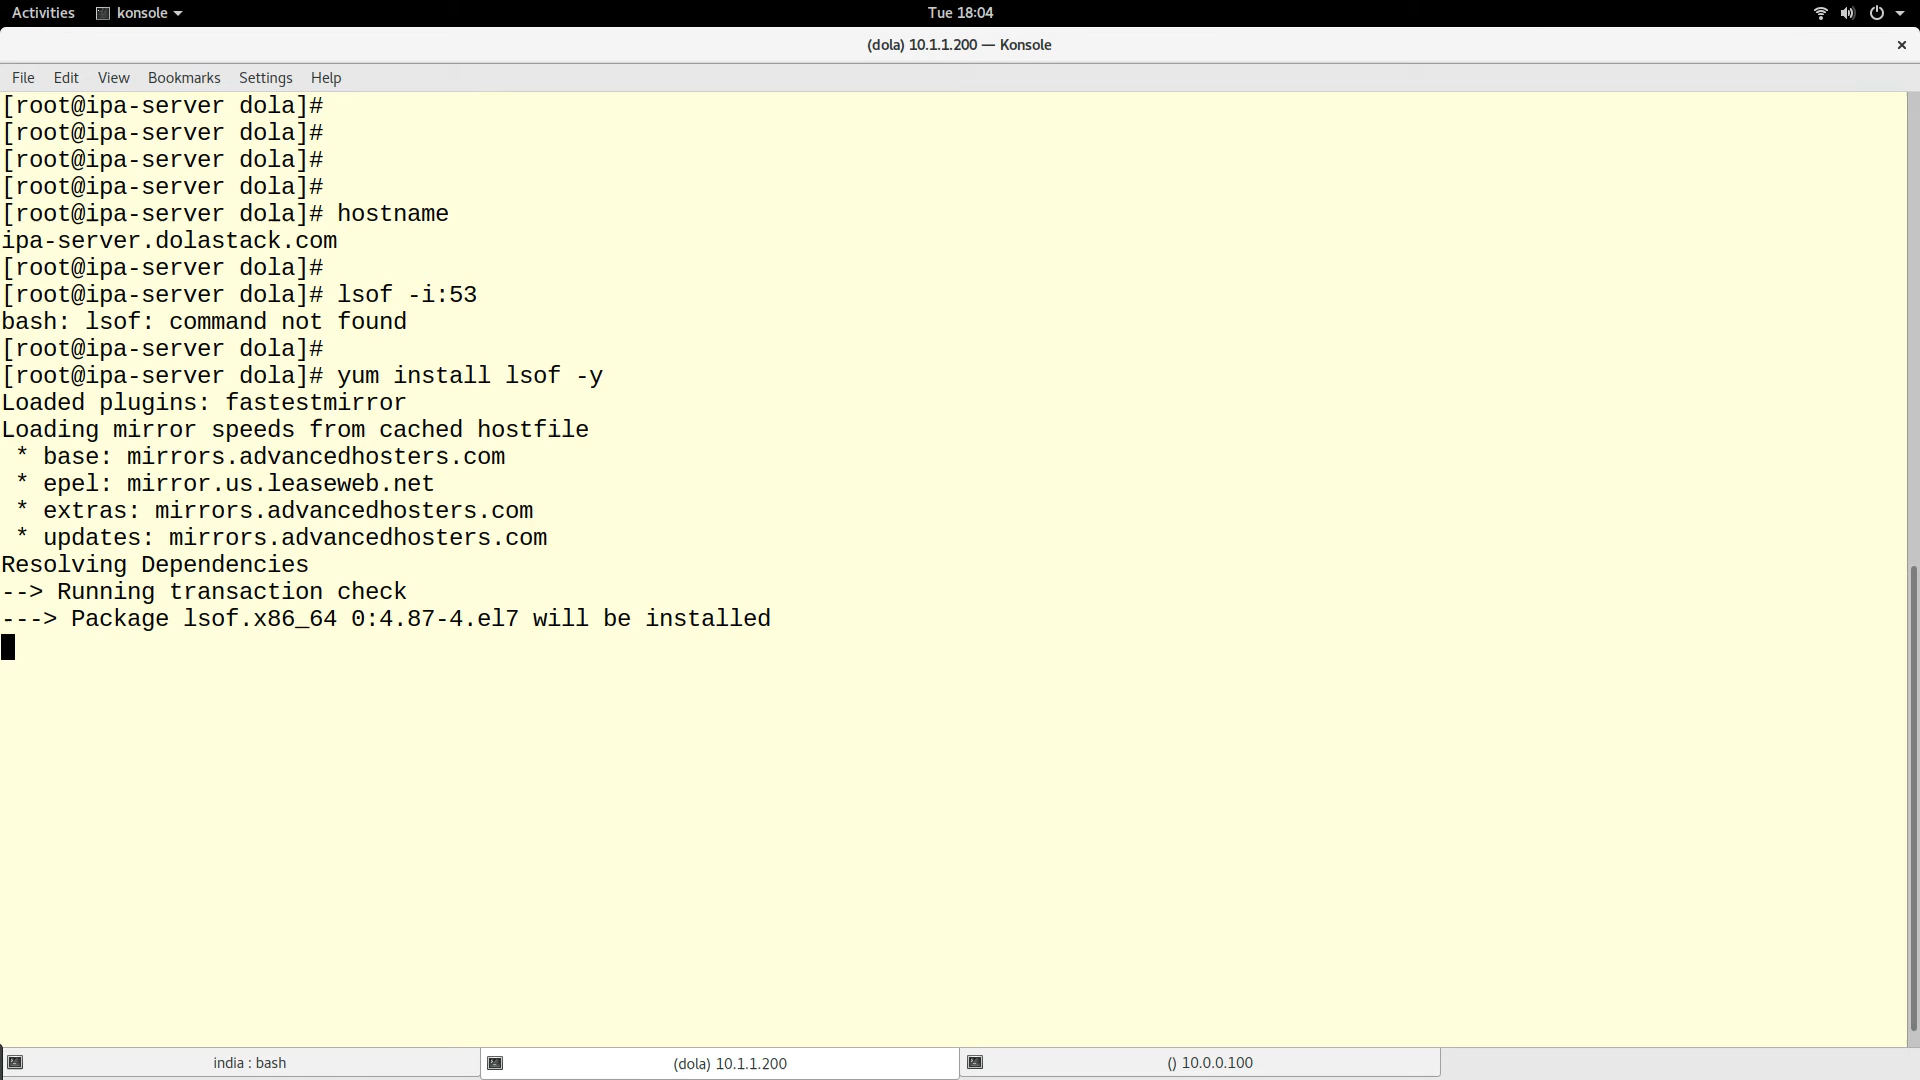 Activities konsole Tue 18:04
(dola) 10.1.1.200 — Konsole ×
File Edit View Bookmarks Settings Help
[root@ipa-server dola]#
[root@ipa-server dola]#
[root@ipa-server dola]#
[root@ipa-server dola]#
[root@ipa-server dola]# hostname
ipa-server.dolastack.com
[root@ipa-server dola]#
[root@ipa-server dola]# lsof -i:53
bash: lsof: command not found
[root@ipa-server dola]#
[root@ipa-server dola]# yum install lsof -y
Loaded plugins: fastestmirror
Loading mirror speeds from cached hostfile
 * base: mirrors.advancedhosters.com
 * epel: mirror.us.leaseweb.net
 * extras: mirrors.advancedhosters.com
 * updates: mirrors.advancedhosters.com
Resolving Dependencies
--> Running transaction check
---> Package lsof.x86_64 0:4.87-4.el7 will be installed
india : bash (dola) 10.1.1.200 () 10.0.0.100